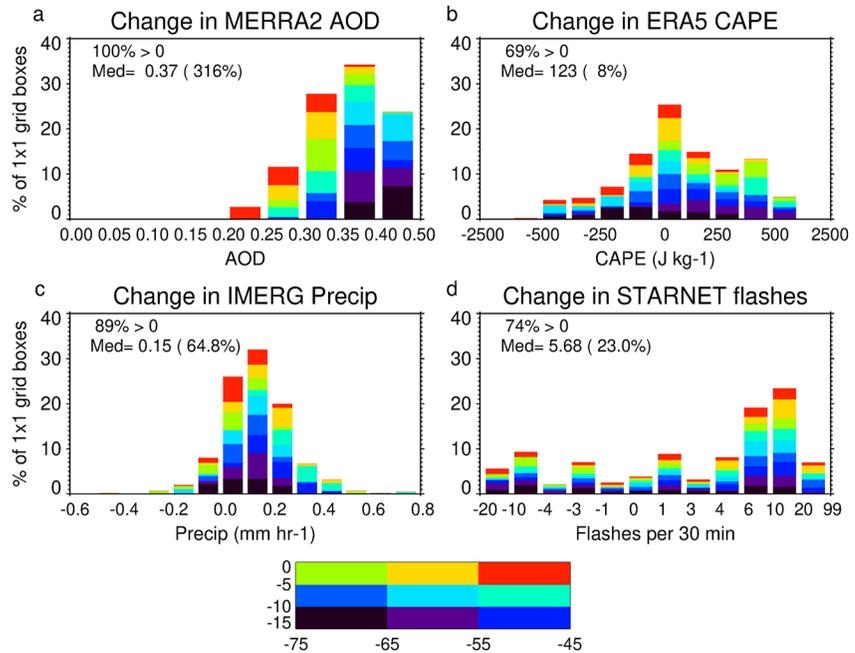 a
Change in MERRA2 AOD
100% > 0
Med= 0.37 ( 316%)
% of 1x1 grid boxes
40
30
20
10
0
0.00 0.05 0.10 0.15 0.20 0.25 0.30 0.35 0.40 0.50
AOD
b
Change in ERA5 CAPE
69% > 0
Med= 123 ( 8%)
40
30
20
10
0
-2500 -500 -250 0 250 500 2500
CAPE (J kg-1)
c
Change in IMERG Precip
89% > 0
Med= 0.15 ( 64.8%)
% of 1x1 grid boxes
40
30
20
10
0
-0.6 -0.4 -0.2 0.0 0.2 0.4 0.6 0.8
Precip (mm hr-1)
d
Change in STARNET flashes
74% > 0
Med= 5.68 ( 23.0%)
40
30
20
10
0
-20 -10 -4 -3 -1 0 1 3 4 6 10 20 99
Flashes per 30 min
0
-5
-10
-15
-75 -65 -55 -45